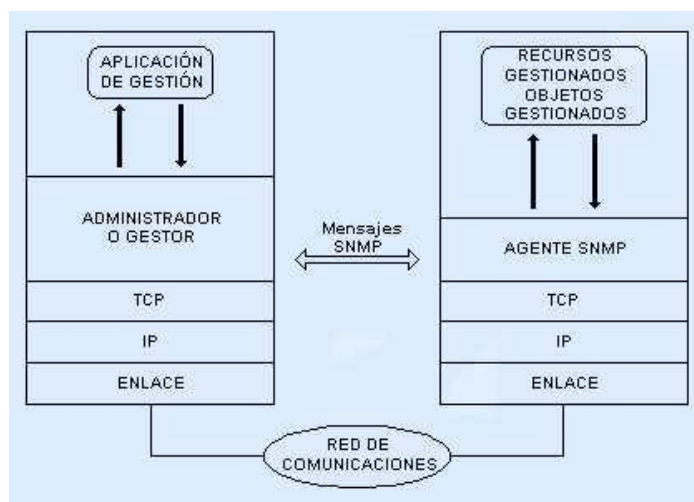 APLICACIÓN
DE GESTIÓN
ADMINISTRADOR
O GESTOR
TCP
IP
ENLACE
Mensajes
SNMP
RECURSOS
GESTIONADOS
OBJETOS
GESTIONADOS
AGENTE SNMP
TCP
IP
ENLACE
RED DE
COMUNICACIONES